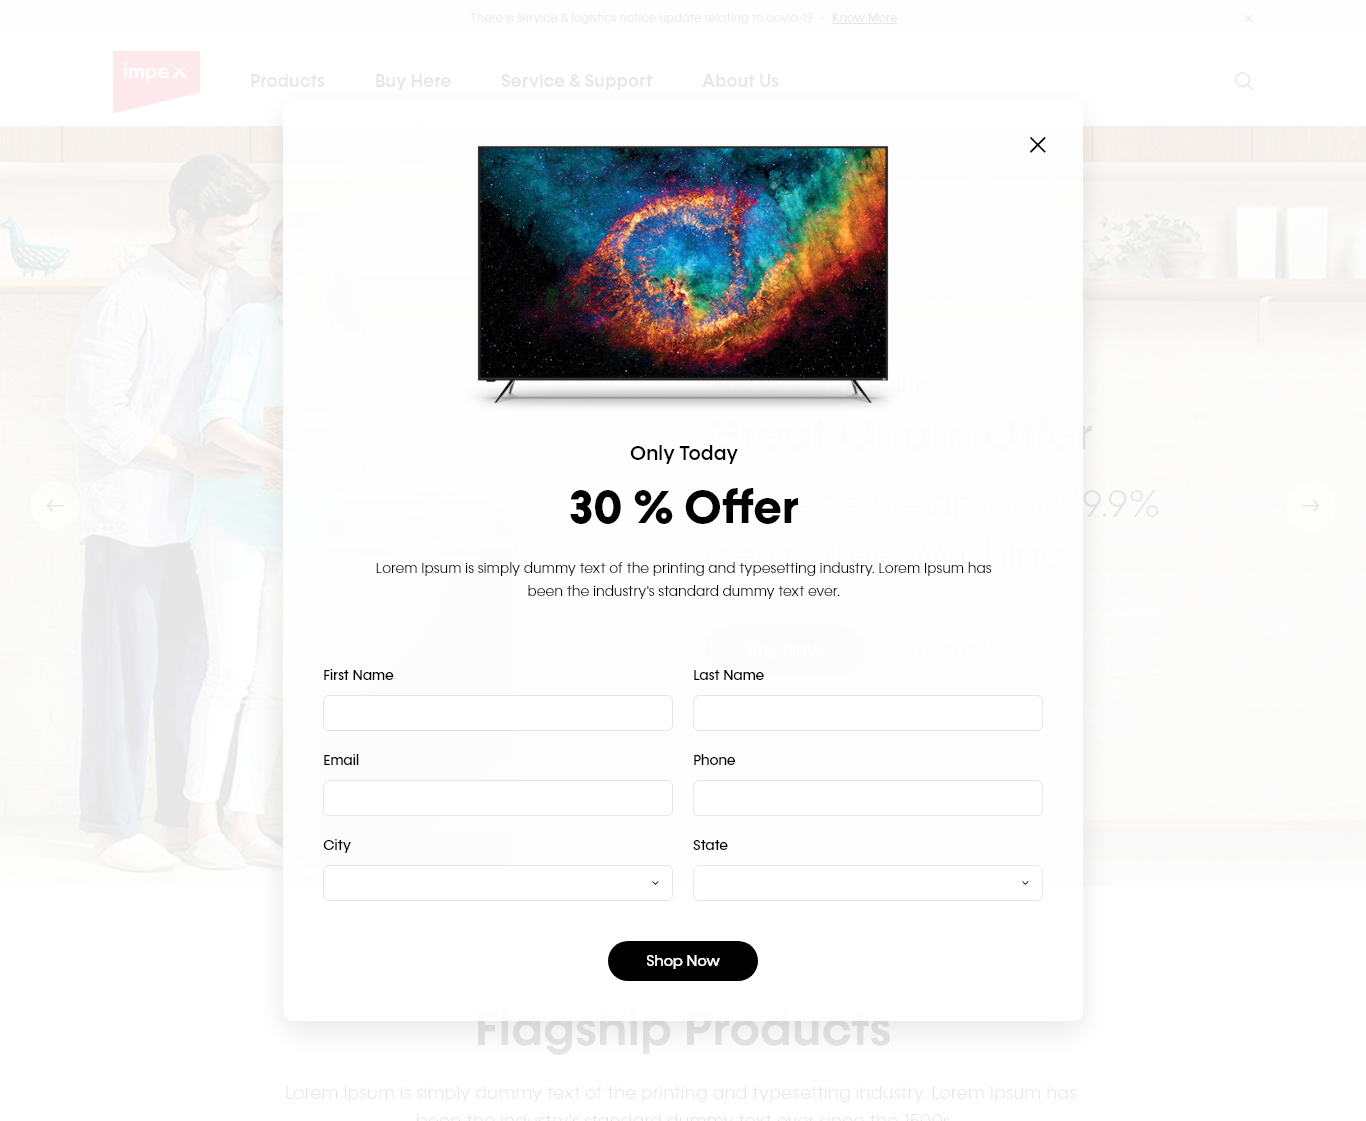 There is service & logistics notice update relating to covid-19 - Know More
impex
Products
Buy Here
Service & Support
About Us
Great Onam Offer
99.9%
Only Today
30 % Offer
Lorem Ipsum is simply dummy text of the printing and typesetting industry. Lorem Ipsum has
been the industry's standard dummy text ever.
Buy Now
First Name
Last Name
Email
Phone
City
State
Shop Now
Flagship Products
Lorem Ipsum is simply dummy text of the printing and typesetting industry. Lorem Ipsum has
been the industry's standard dummy text ever since the 1500s